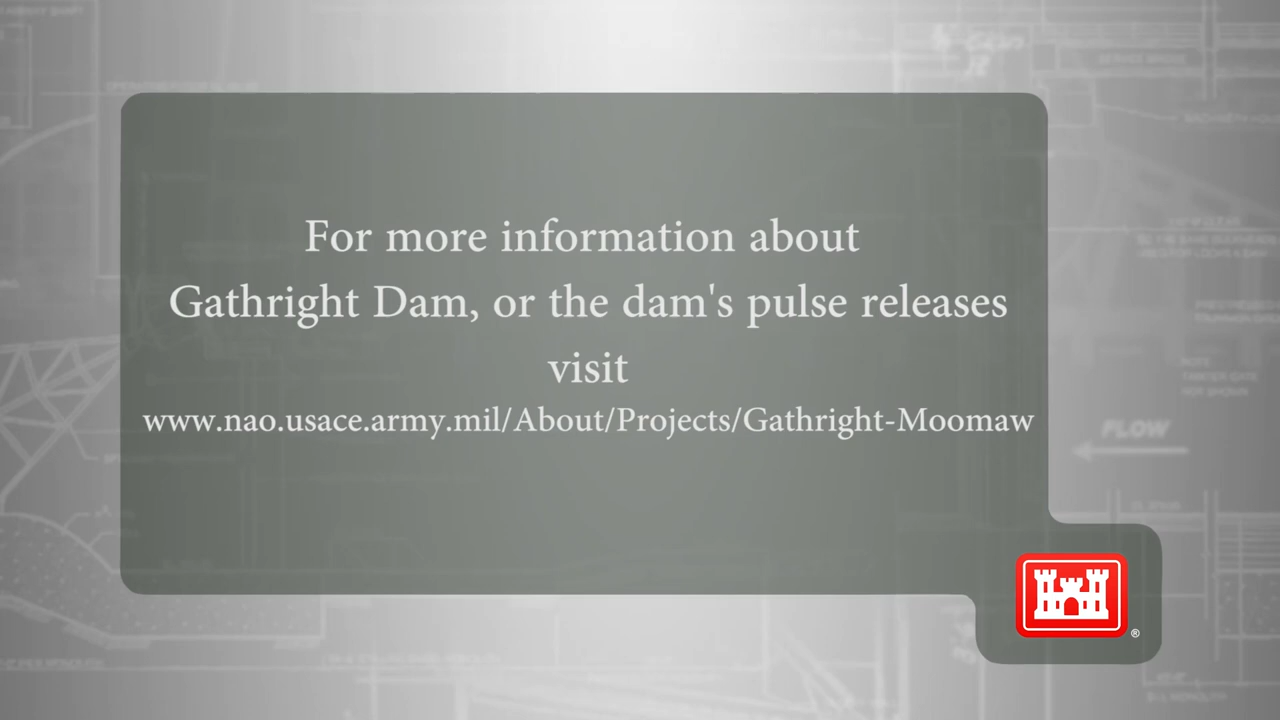 For more information about
Gathright Dam, or the dam's pulse releases
visit
www.nao.usace.army.mil/About/Projects/Gathright-Moomaw
FLOW
®